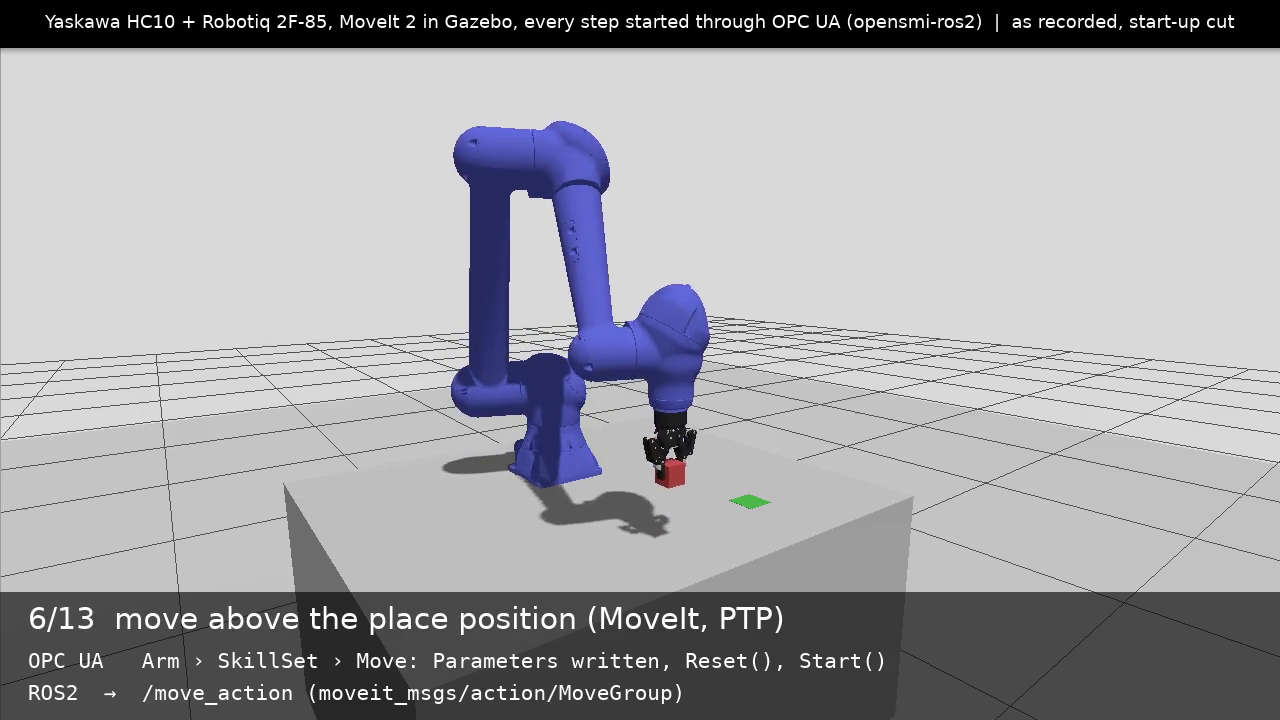 Yaskawa HC10 + Robotiq 2F-85, MoveIt 2 in Gazebo, every step started through OPC UA (opensmi-ros2)  |  as recorded, start-up cut
6/13  move above the place position (MoveIt, PTP)
OPC UA   Arm › SkillSet › Move: Parameters written, Reset(), Start()
ROS2  →  /move_action (moveit_msgs/action/MoveGroup)